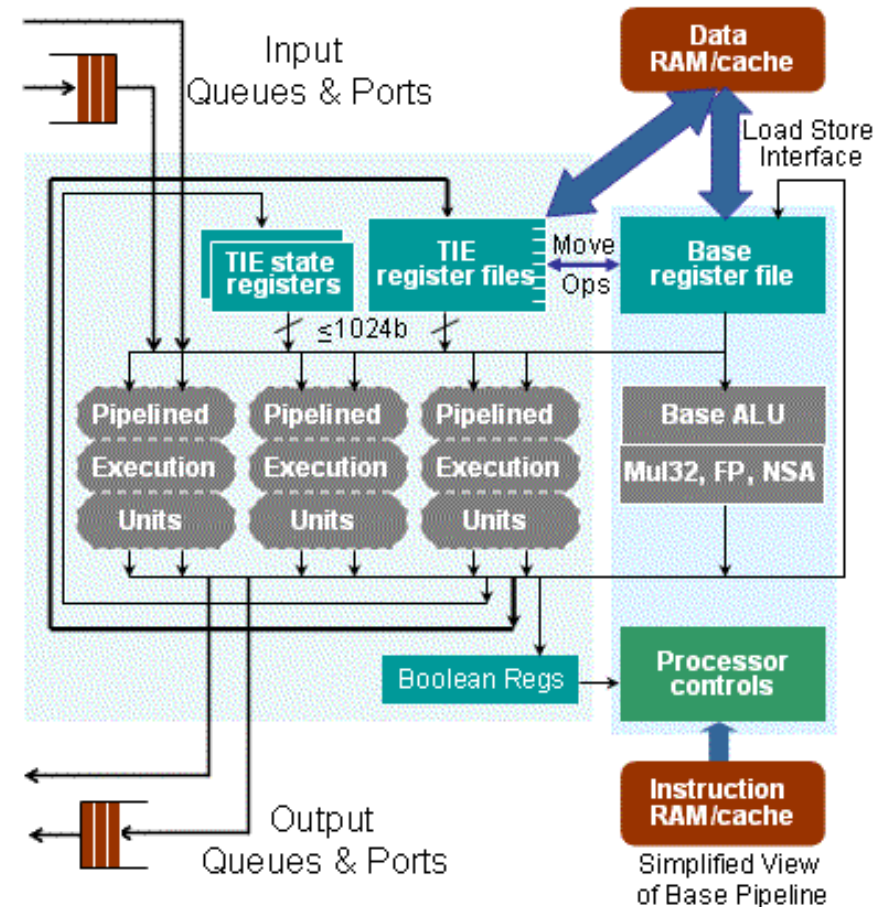 Input
Queues & Ports
Data
RAM/cache
Load Store
Interface
TIE state
registers
TIE
register files
Move
Ops
Base
register file
≤1024b
Pipelined
Execution
Units
Pipelined
Execution
Units
Pipelined
Execution
Units
Base ALU
Mul32, FP, NSA
Boolean Regs
Processor
controls
Instruction
RAM/cache
Output
Queues & Ports
Simplified View
of Base Pipeline